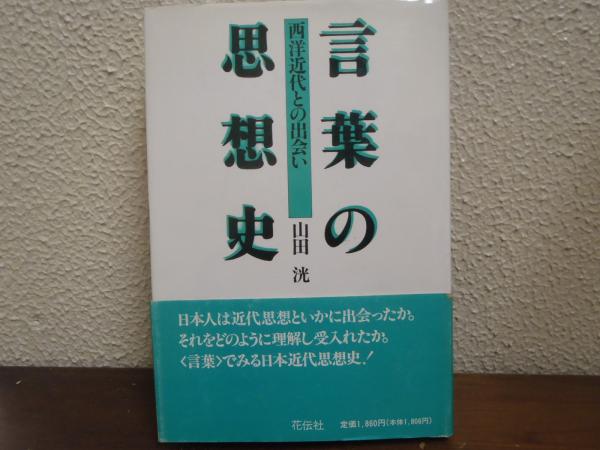 言葉の
思想史
西洋近代との出会い
山田 洸
日本人は近代思想といかに出会ったか。
それをどのように理解し受入れたか。
〈言葉〉でみる日本近代思想史！
花伝社 定価1,860円(本体1,806円)